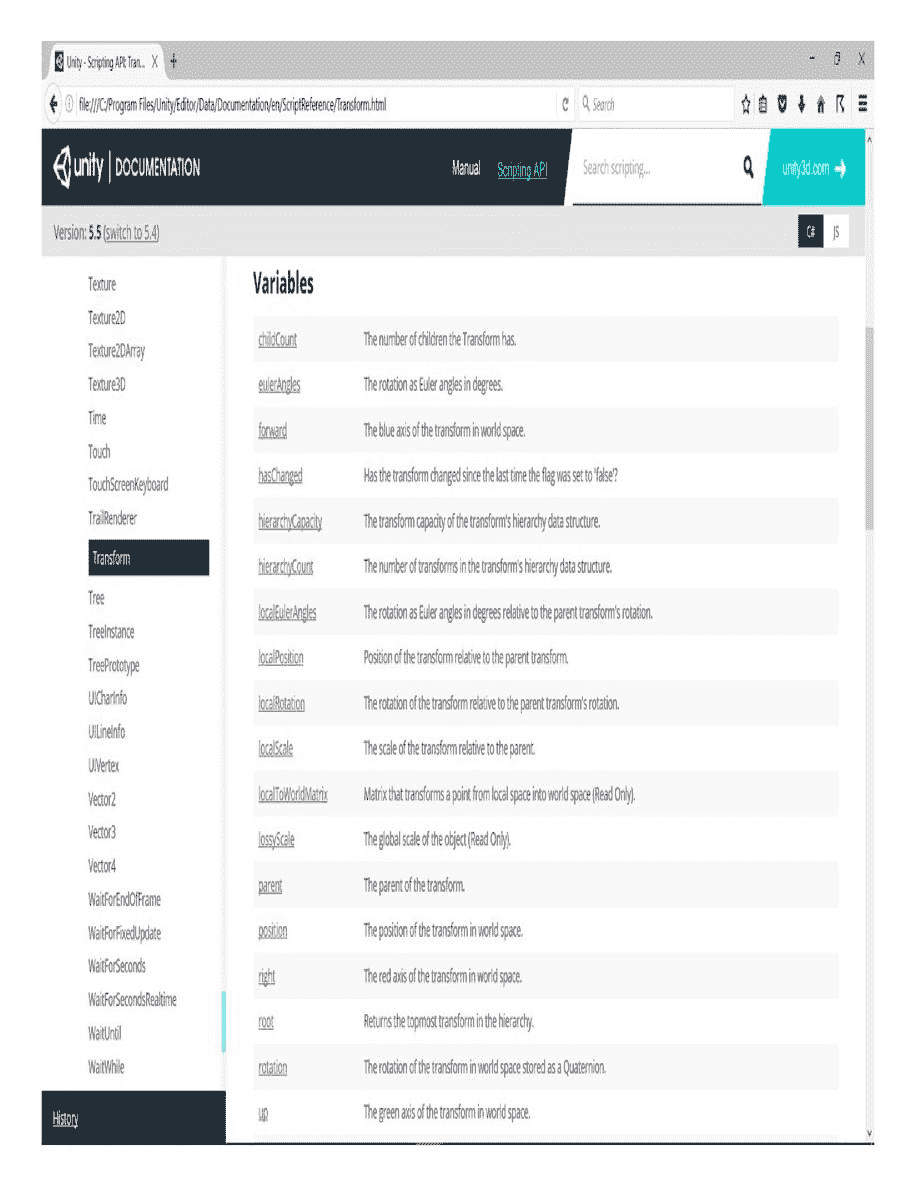 Unity - Scripting API: Tran... X +
file:///C:/Program Files/Unity/Editor/Data/Documentation/en/ScriptReference/Transform.html
Search
unity | DOCUMENTATION
Manual Scripting API
Search scripting...
unity3d.com
Version: 5.5 (switch to 5.4)
C# JS
Texture
Texture2D
Texture2DArray
Texture3D
Time
Touch
TouchScreenKeyboard
TrailRenderer
Transform
Tree
TreeInstance
TreePrototype
UICharInfo
UILineInfo
UIVertex
Vector2
Vector3
Vector4
WaitForEndOfFrame
WaitForFixedUpdate
WaitForSeconds
WaitForSecondsRealtime
WaitUntil
WaitWhile
History
Variables
childCount The number of children the Transform has.
eulerAngles The rotation as Euler angles in degrees.
forward The blue axis of the transform in world space.
hasChanged Has the transform changed since the last time the flag was set to 'false'?
hierarchyCapacity The transform capacity of the transform's hierarchy data structure.
hierarchyCount The number of transforms in the transform's hierarchy data structure.
localEulerAngles The rotation as Euler angles in degrees relative to the parent transform's rotation.
localPosition Position of the transform relative to the parent transform.
localRotation The rotation of the transform relative to the parent transform's rotation.
localScale The scale of the transform relative to the parent.
localToWorldMatrix Matrix that transforms a point from local space into world space (Read Only).
lossyScale The global scale of the object (Read Only).
parent The parent of the transform.
position The position of the transform in world space.
right The red axis of the transform in world space.
root Returns the topmost transform in the hierarchy.
rotation The rotation of the transform in world space stored as a Quaternion.
up The green axis of the transform in world space.